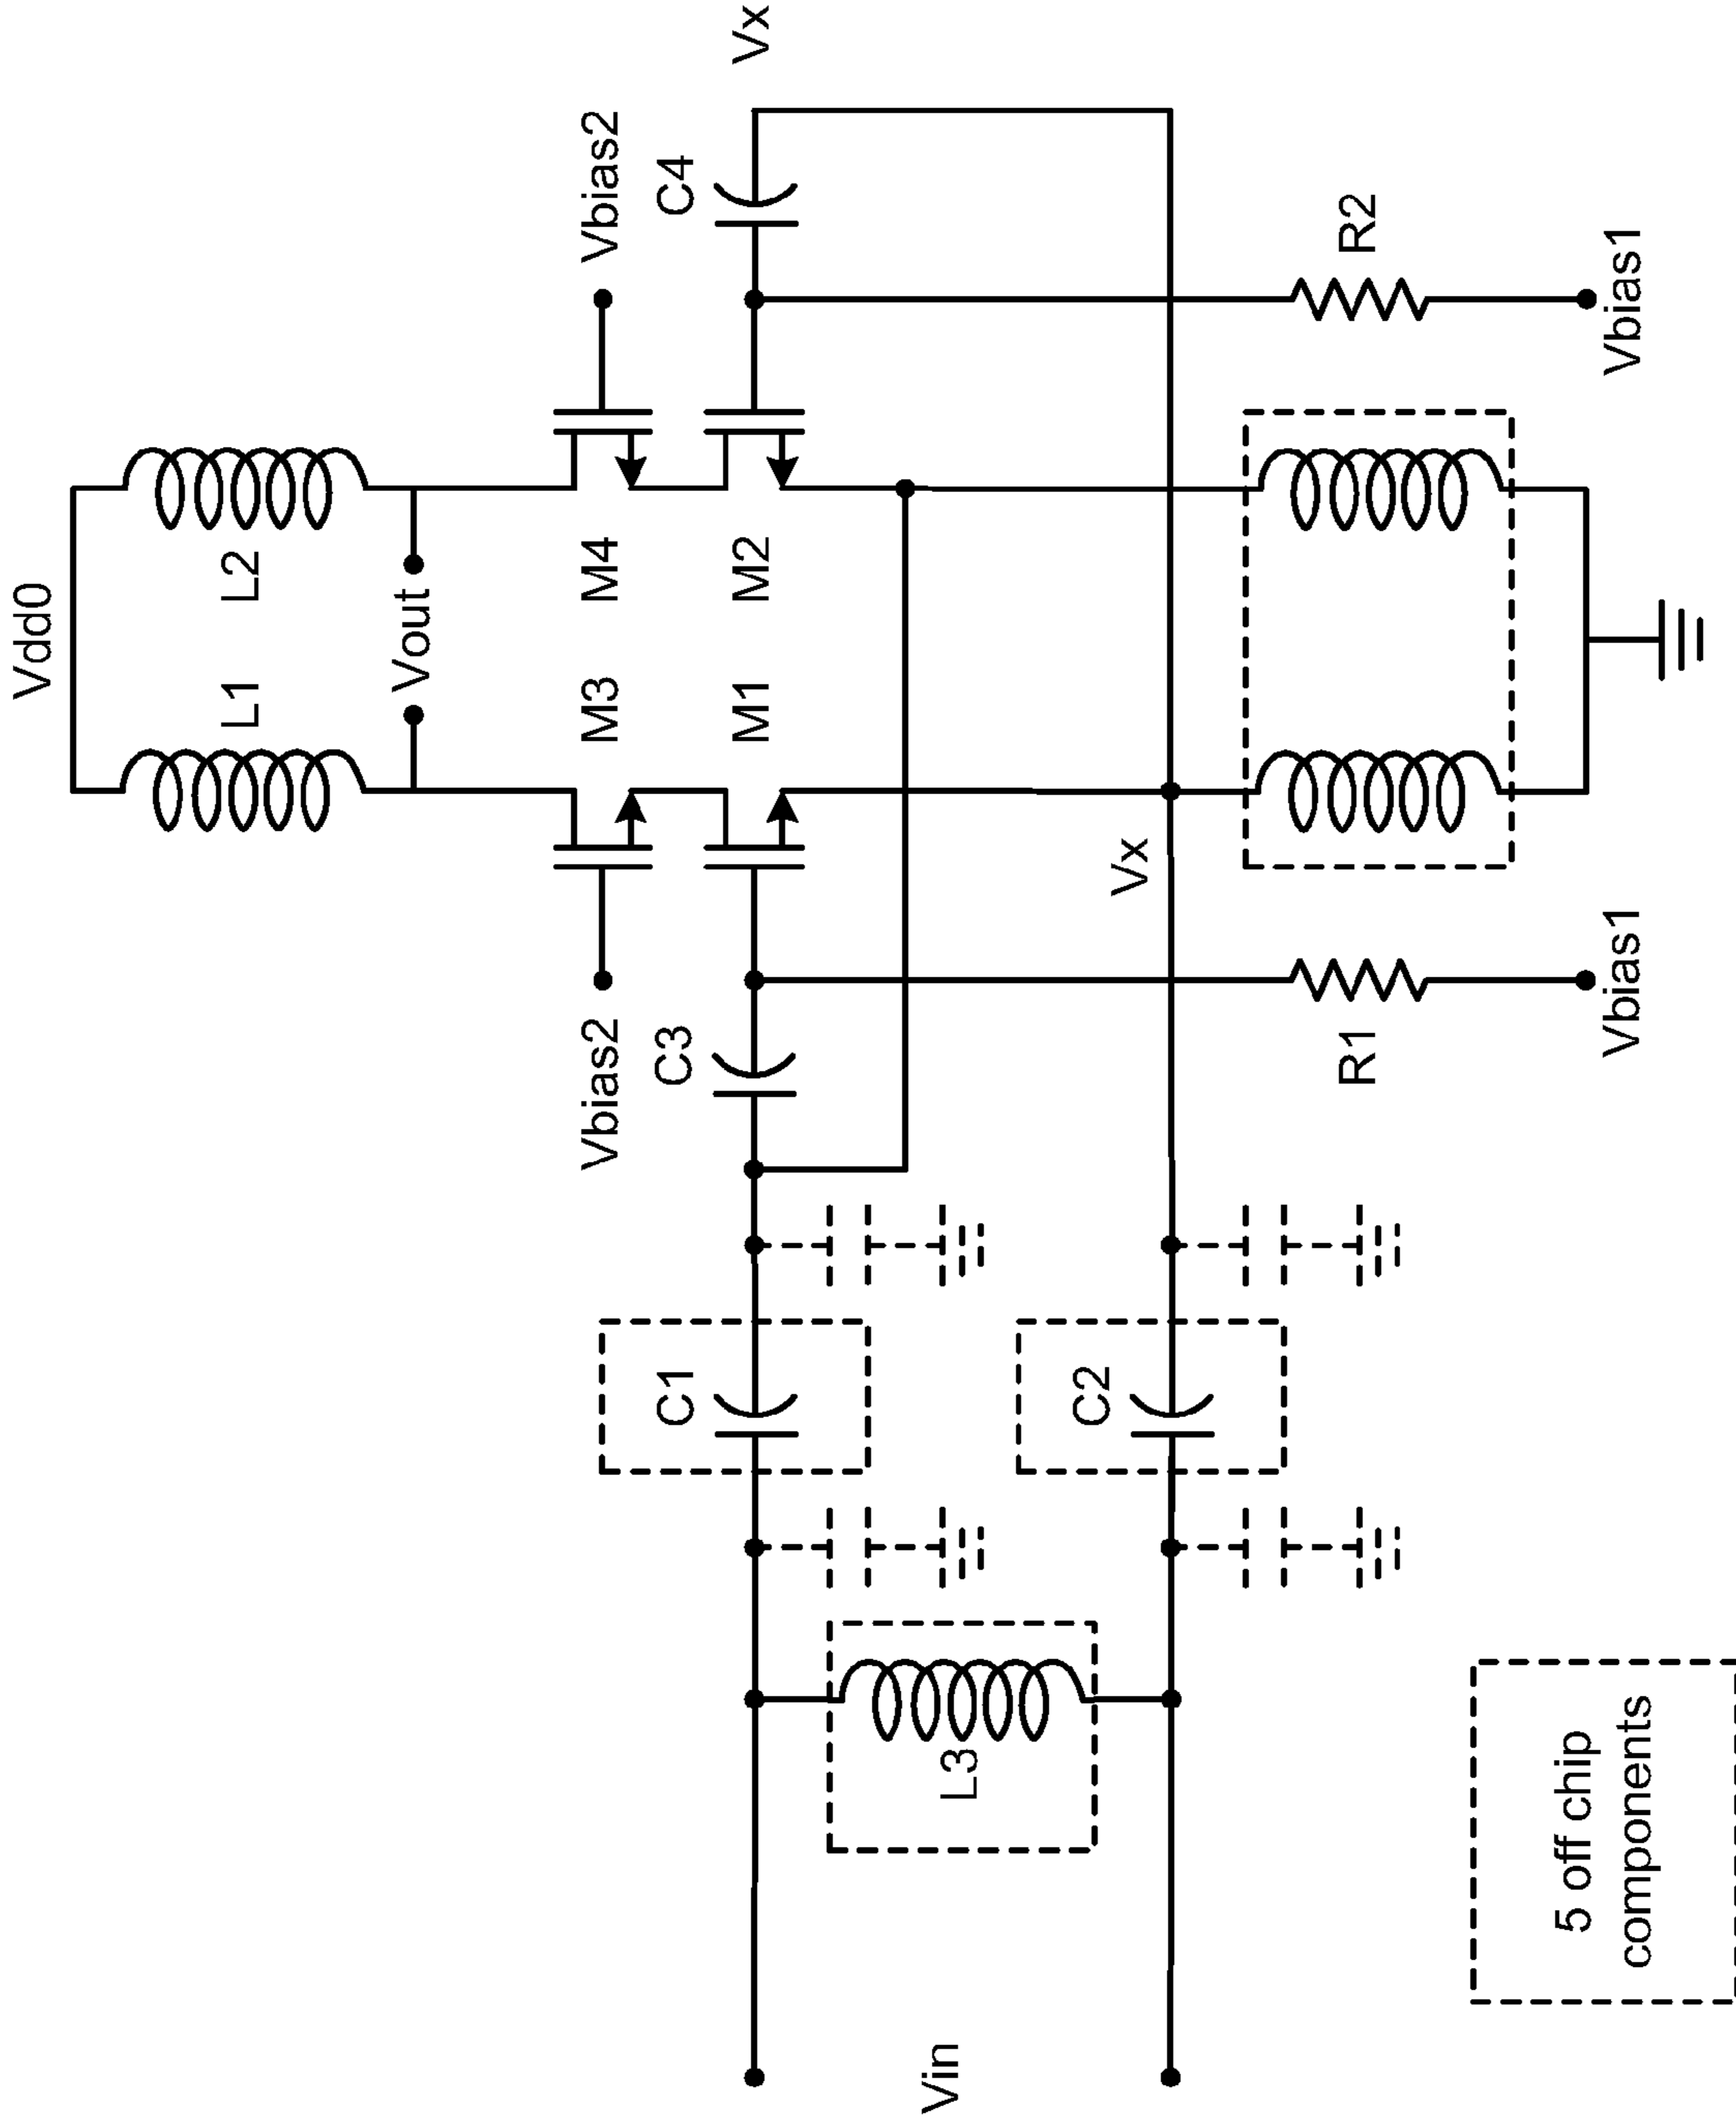 Vdd0
L1
L2
Vout
Vbias2
M3
M4
Vbias2
C1
C3
M1
M2
C4
Vx
L3
C2
Vx
Vin
R1
R2
Vbias1
Vbias1
5 off chip
components